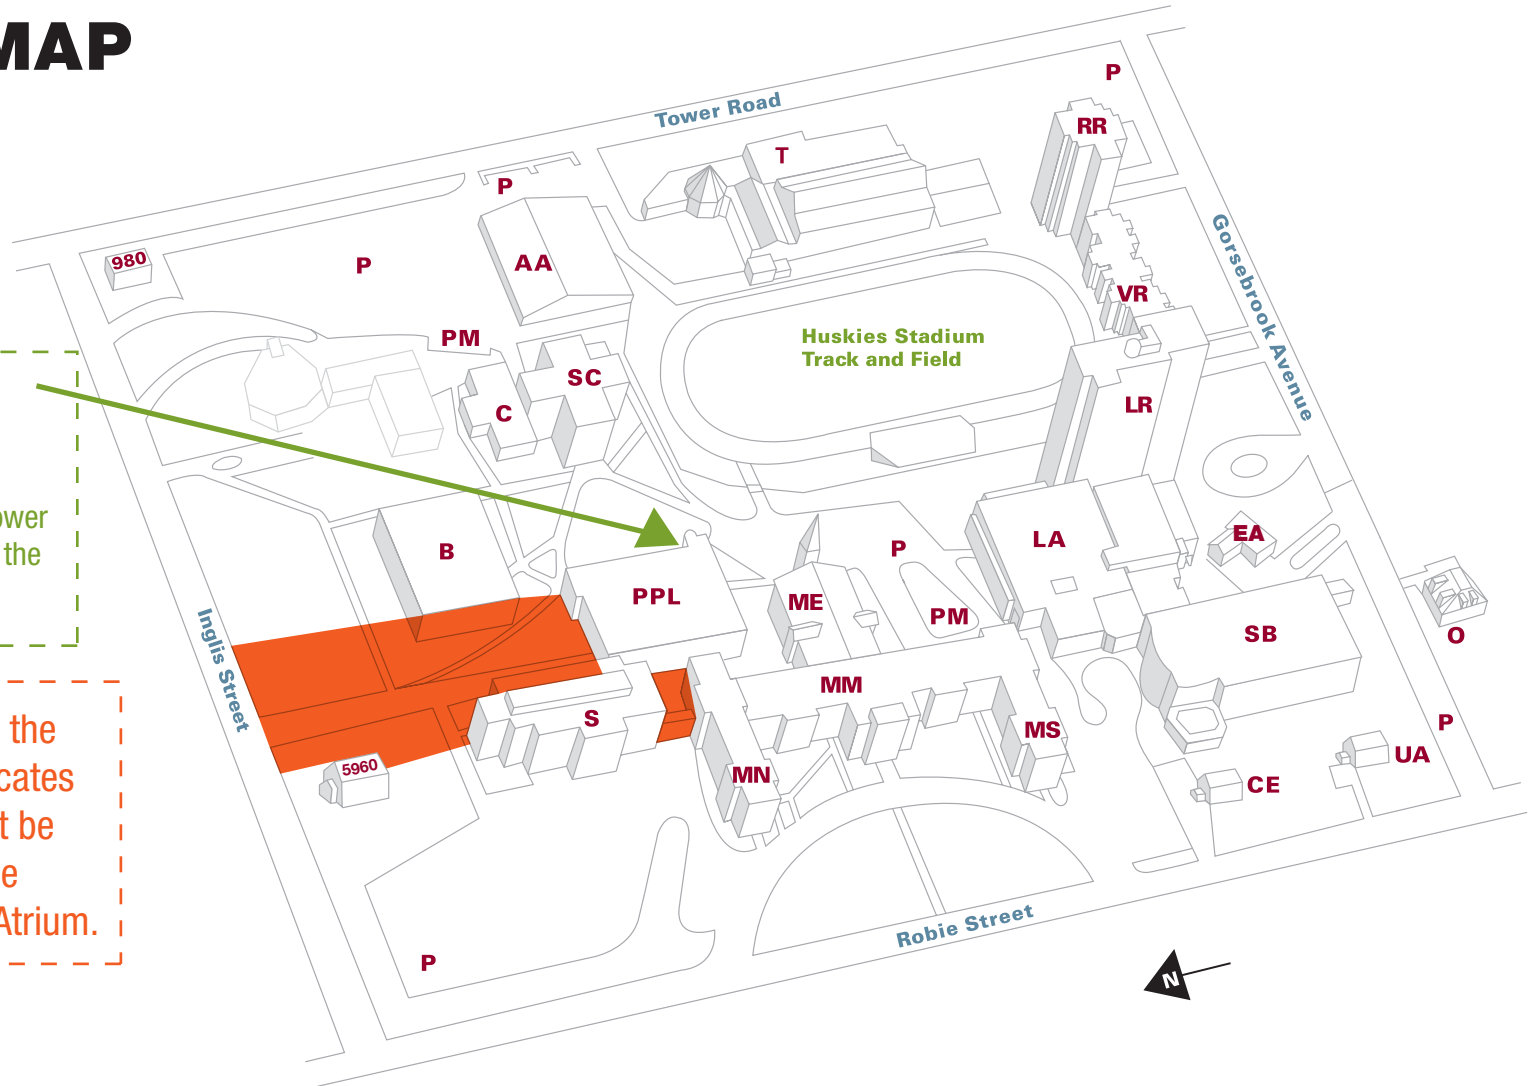 MAP
Tower Road
P
RR
T
P
AA
980
P
Gorsebrook Avenue
VR
PM
Huskies Stadium
Track and Field
SC
C
LR
ower
the
B
P
LA
EA
PPL
ME
PM
SB
O
Inglis Street
MM
S
MS
P
UA
the
cates
t be
e
Atrium.
5960
MN
CE
Robie Street
P
N